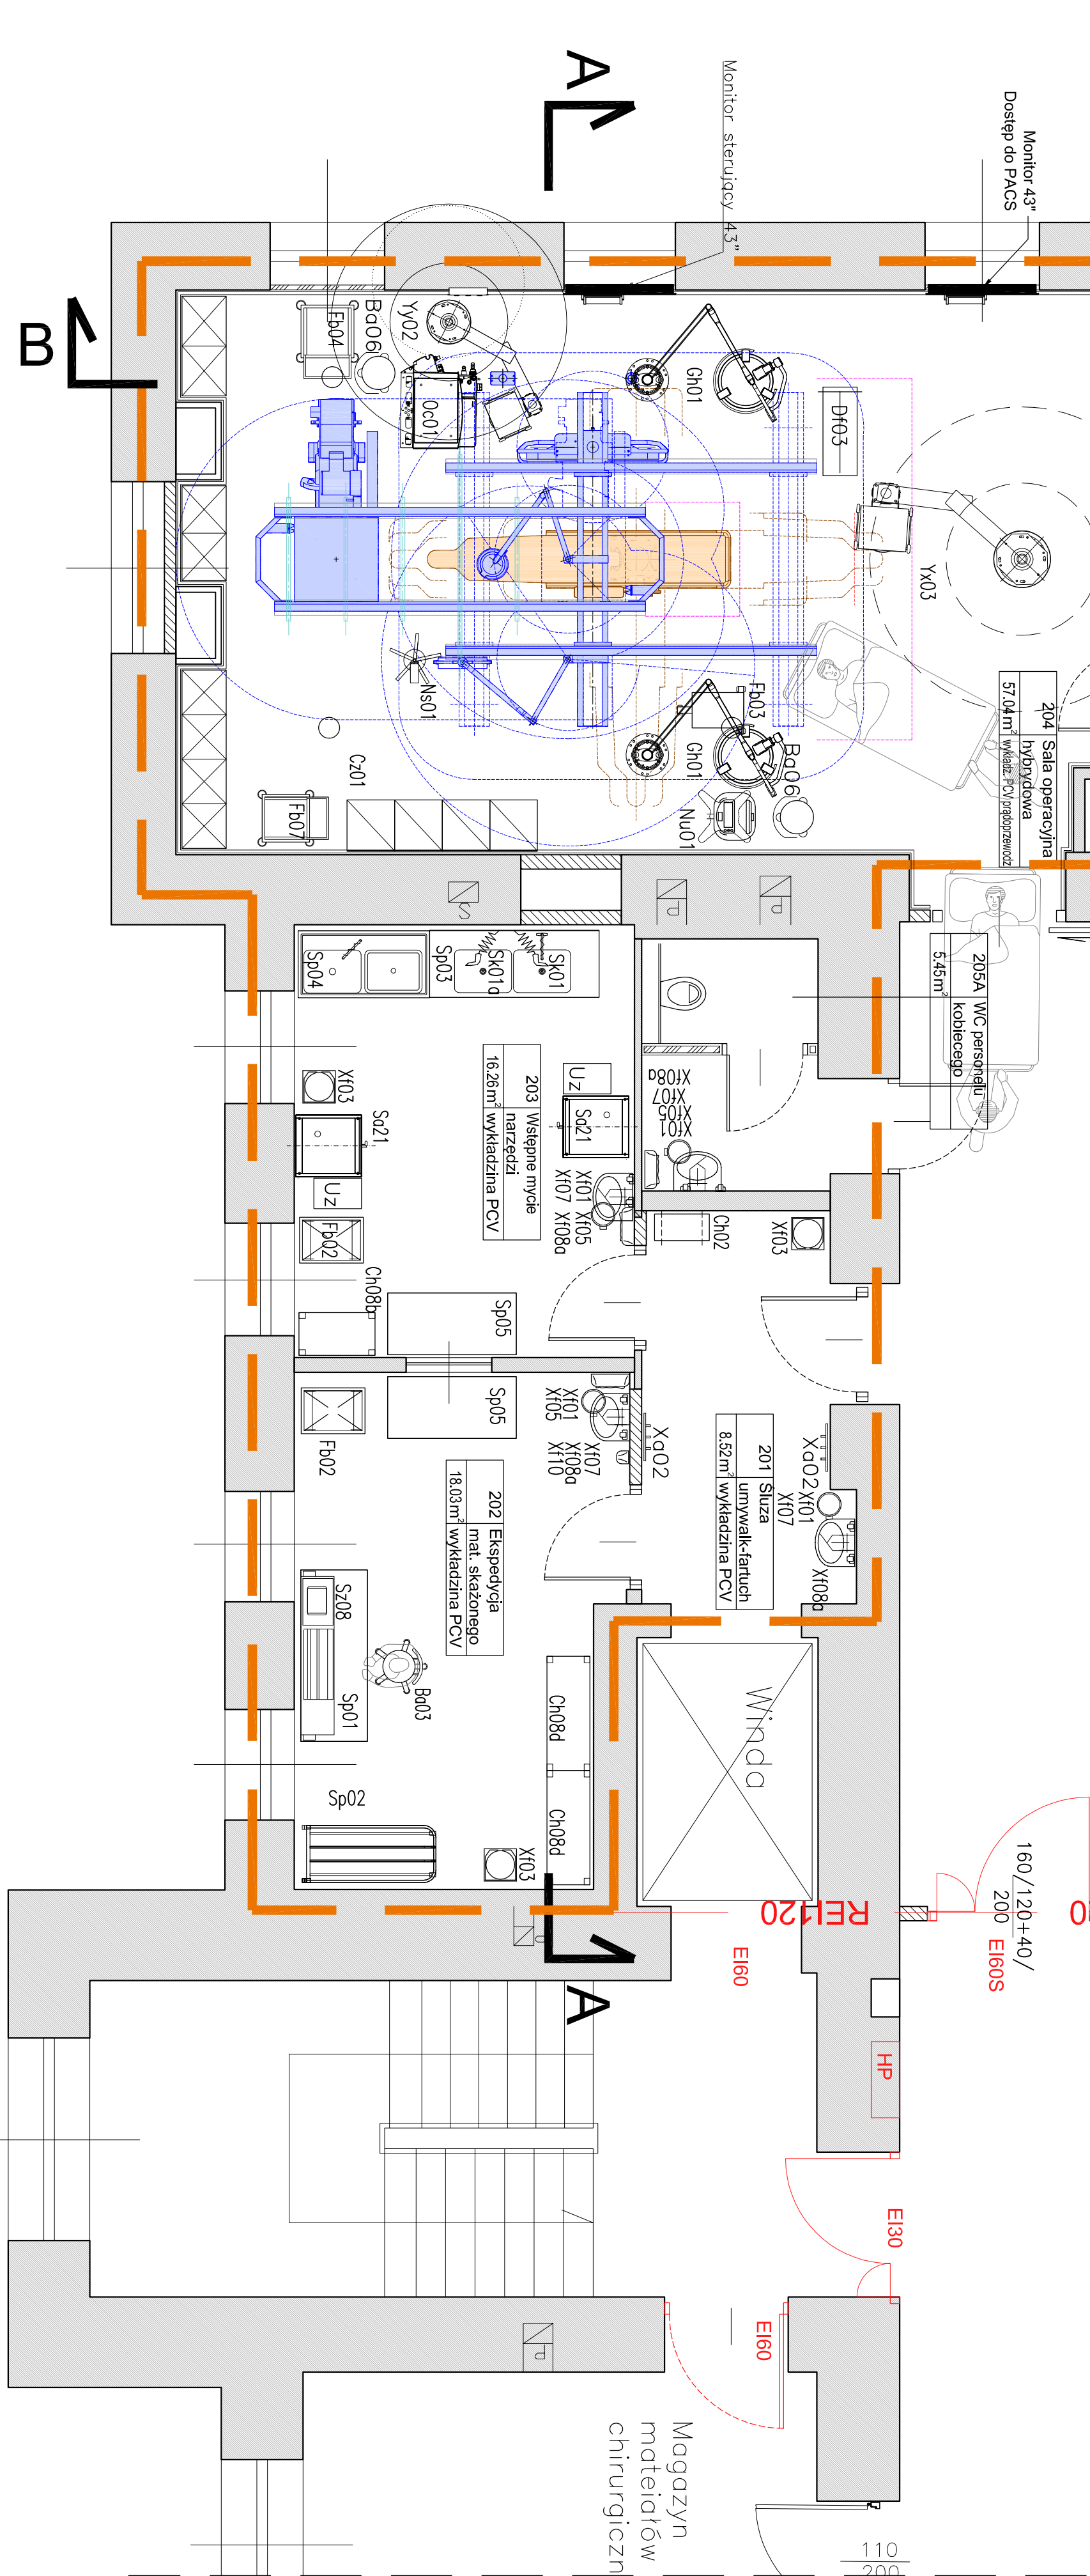 A
Monitor sterujący 43"
Monitor 43"
Dostęp do PACS
B
Fb04
Ba06
Yy02
Oc01
Gh01
Df03
Yx03
Ns01
Cz01
Fb07
Fb03
Gh01
Ba06
Nu01
204 Sala operacyjna
hybrydowa
57.04m² wykładz. PCV prądoprzewodz
205A WC personelu
kobiecego
5.45m²
S
d
d
Sp04
Sp03
Sk01a
Sk01
Xf03
Sa21
Uz
Fb02
Ch08b
203 Wstępne mycie
narzędzi
16.26m² wykładzina PCV
Uz
Sa21
Xf01 Xf05
Xf07 Xf08a
Xf08a
Xf07
Xf05
Xf01
Ch02
Xf03
Sp05
Sp05
Fb02
Xf01
Xf05
Xf07
Xf08a
Xf10
Xa02
Xa02
Xf01
Xf07
Xf08a
201 Śluza
umywalk-fartuch
8.52m² wykładzina PCV
202 Ekspedycja
mat. skażonego
18.03m² wykładzina PCV
Sz08
Sp01
Ba03
Sp02
Ch08d
Ch08d
Xf03
Winda
REI120
EI60
160/120+40/
200
EI60S
d
A
HP
EI30
EI60
d
Magazyn
mateiałów
chirurgiczn
110
200